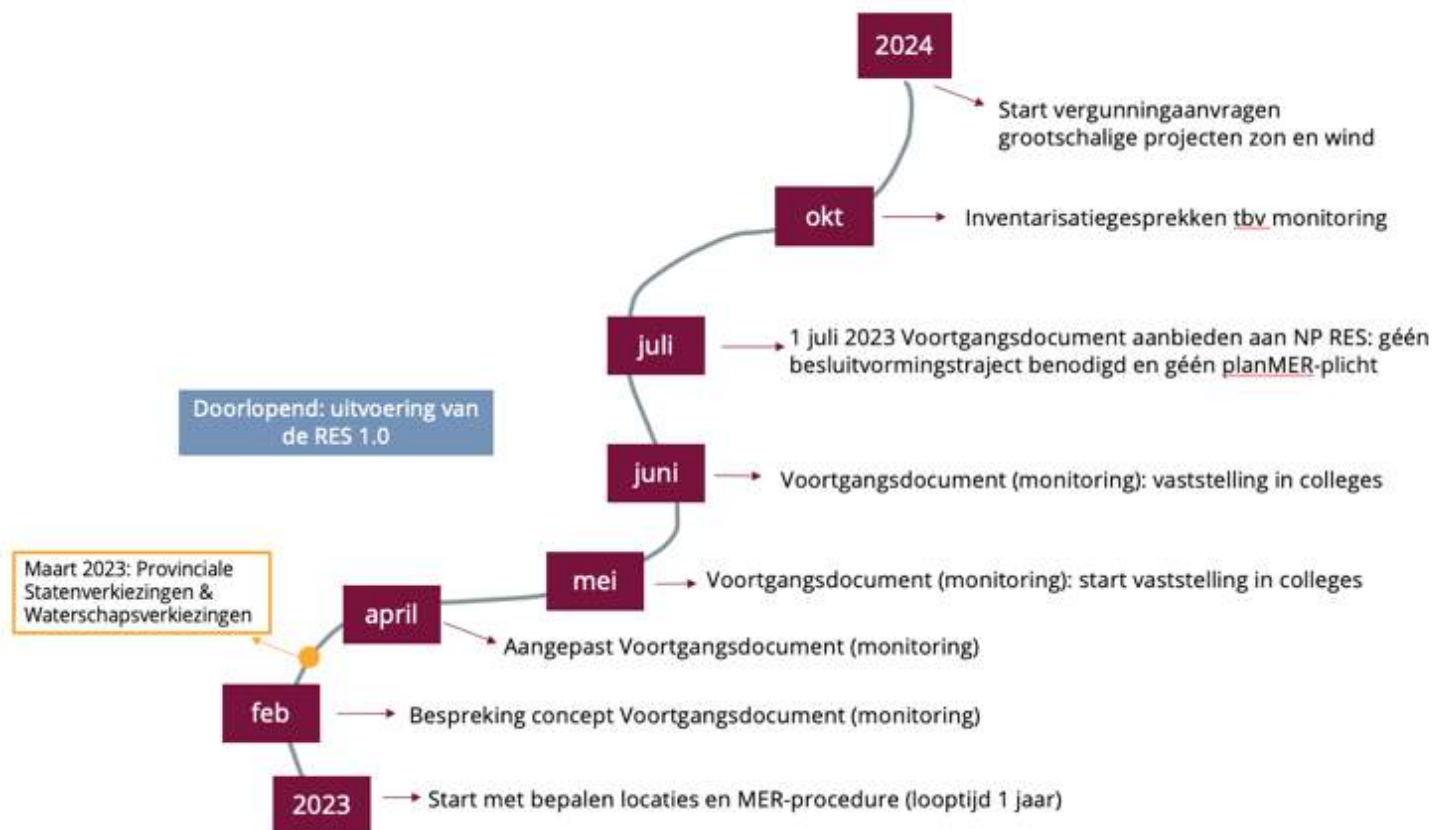 2024
Start vergunningaanvragen
grootschalige projecten zon en wind
okt
Inventarisatiegesprekken tbv monitoring
juli
1 juli 2023 Voortgangsdocument aanbieden aan NP RES: géén
besluitvormingstraject benodigd en géén planMER-plicht
Doorlopend: uitvoering van
de RES 1.0
juni
Voortgangsdocument (monitoring): vaststelling in colleges
Maart 2023: Provinciale
Statenverkiezingen &
Waterschapsverkiezingen
mei
Voortgangsdocument (monitoring): start vaststelling in colleges
april
Aangepast Voortgangsdocument (monitoring)
feb
Bespreking concept Voortgangsdocument (monitoring)
2023
Start met bepalen locaties en MER-procedure (looptijd 1 jaar)